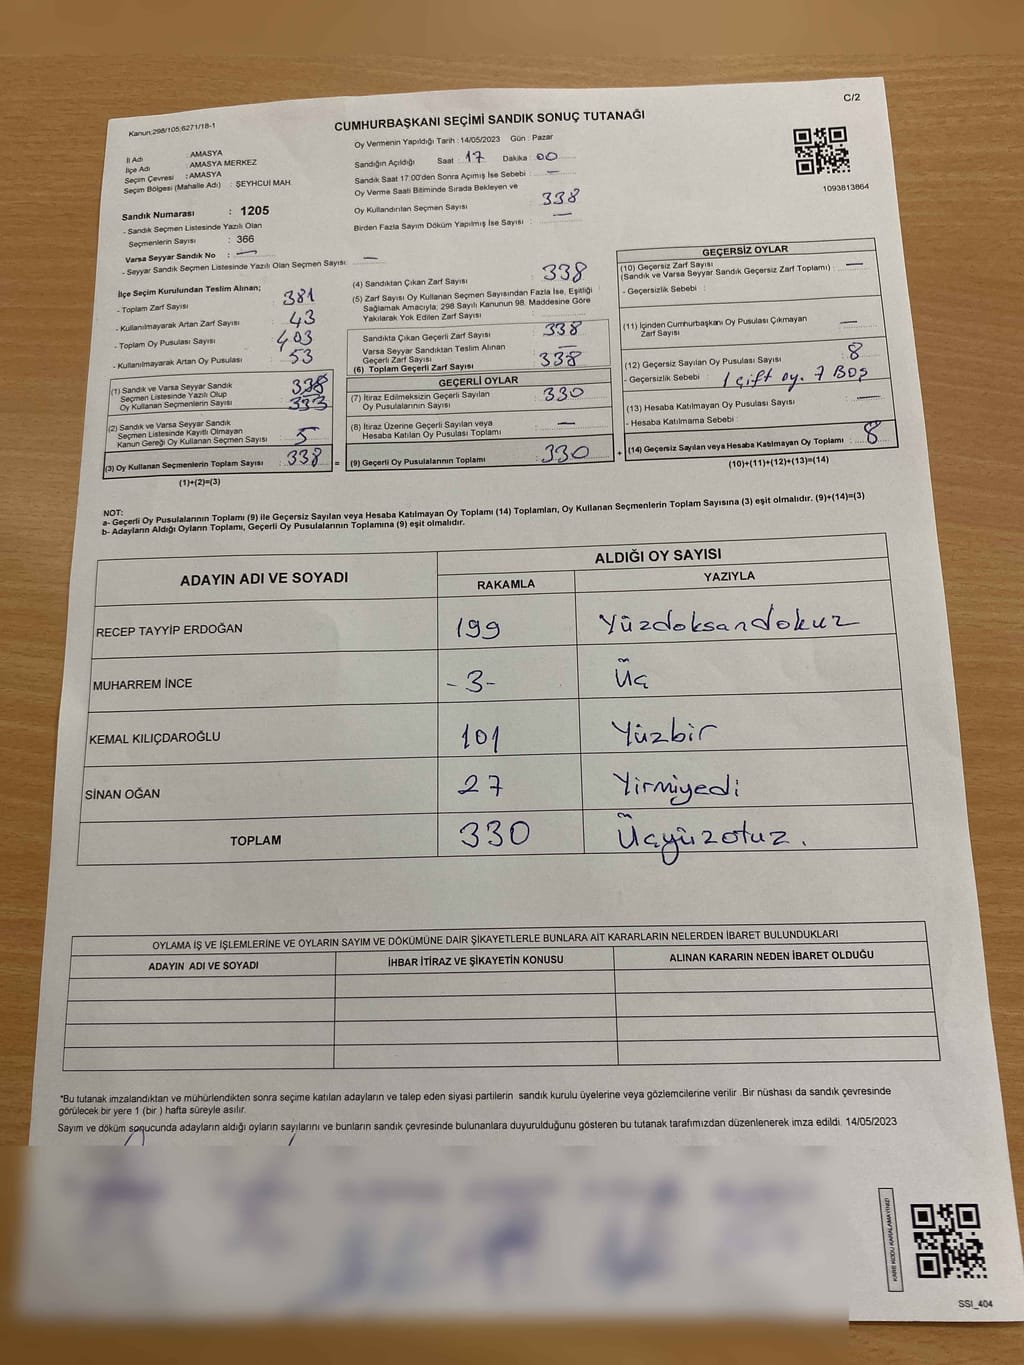 C/2
Kanun;298/105;6271/18-1
CUMHURBAŞKANI SEÇİMİ SANDIK SONUÇ TUTANAĞI
İl Adı : AMASYA
İlçe Adı : AMASYA MERKEZ
Seçim Çevresi : AMASYA
Seçim Bölgesi (Mahalle Adı) : ŞEYHCUİ MAH.
Sandık Numarası : 1205
- Sandık Seçmen Listesinde Yazılı Olan
Seçmenlerin Sayısı : 366
Varsa Seyyar Sandık No : —
- Seyyar Sandık Seçmen Listesinde Yazılı Olan Seçmen Sayısı: —
Oy Vermenin Yapıldığı Tarih : 14/05/2023 Gün : Pazar
Sandığın Açıldığı Saat : 17 Dakika : 00
Sandık Saat 17:00'den Sonra Açımış İse Sebebi : —
Oy Verme Saati Bitiminde Sırada Bekleyen ve
Oy Kullandırılan Seçmen Sayısı : 338
Birden Fazla Sayım Döküm Yapılmış İse Sayısı : —
1093813864
İlçe Seçim Kurulundan Teslim Alınan;
- Toplam Zarf Sayısı : 381
- Kullanılmayarak Artan Zarf Sayısı : 43
- Toplam Oy Pusulası Sayısı : 403
- Kullanılmayarak Artan Oy Pusulası : 53
(1) Sandık ve Varsa Seyyar Sandık
Seçmen Listesinde Yazılı Olup
Oy Kullanan Seçmenlerin Sayısı : 338 333
(2) Sandık ve Varsa Seyyar Sandık
Seçmen Listesinde Kayıtlı Olmayan
Kanun Gereği Oy Kullanan Seçmen Sayısı : 5
(3) Oy Kullanan Seçmenlerin Toplam Sayısı : 338 =
(1)+(2)=(3)
(4) Sandıktan Çıkan Zarf Sayısı : 338
(5) Zarf Sayısı Oy Kullanan Seçmen Sayısından Fazla İse, Eşitliği
Sağlamak Amacıyla; 298 Sayılı Kanunun 98. Maddesine Göre
Yakılarak Yok Edilen Zarf Sayısı :
Sandıkta Çıkan Geçerli Zarf Sayısı : 338
Varsa Seyyar Sandıktan Teslim Alınan
Geçerli Zarf Sayısı : —
(6) Toplam Geçerli Zarf Sayısı : 338
GEÇERLİ OYLAR
(7) İtiraz Edilmeksizin Geçerli Sayılan
Oy Pusulalarının Sayısı : 330
(8) İtiraz Üzerine Geçerli Sayılan veya
Hesaba Katılan Oy Pusulası Toplamı : —
(9) Geçerli Oy Pusulalarının Toplamı : 330 +
GEÇERSİZ OYLAR
(10) Geçersiz Zarf Sayısı
(Sandık ve Varsa Seyyar Sandık Geçersiz Zarf Toplamı) : —
- Geçersizlik Sebebi :
(11) İçinden Cumhurbaşkanı Oy Pusulası Çıkmayan
Zarf Sayısı : —
(12) Geçersiz Sayılan Oy Pusulası Sayısı : 8
- Geçersizlik Sebebi : 1 çift oy. 7 Boş
(13) Hesaba Katılmayan Oy Pusulası Sayısı : —
- Hesaba Katılmama Sebebi :
(14) Geçersiz Sayılan veya Hesaba Katılmayan Oy Toplamı : 8
(10)+(11)+(12)+(13)=(14)
NOT:
a- Geçerli Oy Pusulalarının Toplamı (9) ile Geçersiz Sayılan veya Hesaba Katılmayan Oy Toplamı (14) Toplamları, Oy Kullanan Seçmenlerin Toplam Sayısına (3) eşit olmalıdır. (9)+(14)=(3)
b- Adayların Aldığı Oyların Toplamı, Geçerli Oy Pusulalarının Toplamına (9) eşit olmalıdır.
ADAYIN ADI VE SOYADI
ALDIĞI OY SAYISI
RAKAMLA YAZIYLA
RECEP TAYYİP ERDOĞAN 199 Yüzdoksandokuz
MUHARREM İNCE -3- Üç
KEMAL KILIÇDAROĞLU 101 Yüzbir
SİNAN OĞAN 27 Yirmiyedi
TOPLAM 330 Üçyüzotuz.
OYLAMA İŞ VE İŞLEMLERİNE VE OYLARIN SAYIM VE DÖKÜMÜNE DAİR ŞİKAYETLERLE BUNLARA AİT KARARLARIN NELERDEN İBARET BULUNDUKLARI
ADAYIN ADI VE SOYADI İHBAR İTİRAZ VE ŞİKAYETİN KONUSU ALINAN KARARIN NEDEN İBARET OLDUĞU
*Bu tutanak imzalandıktan ve mühürlendikten sonra seçime katılan adayların ve talep eden siyasi partilerin sandık kurulu üyelerine veya gözlemcilerine verilir .Bir nüshası da sandık çevresinde
görülecek bir yere 1 (bir ) hafta süreyle asılır.
Sayım ve döküm sonucunda adayların aldığı oyların sayılarını ve bunların sandık çevresinde bulunanlara duyurulduğunu gösteren bu tutanak tarafımızdan düzenlenerek imza edildi. 14/05/2023
KARE KODU KARALAMAYINIZ!
SSI_404